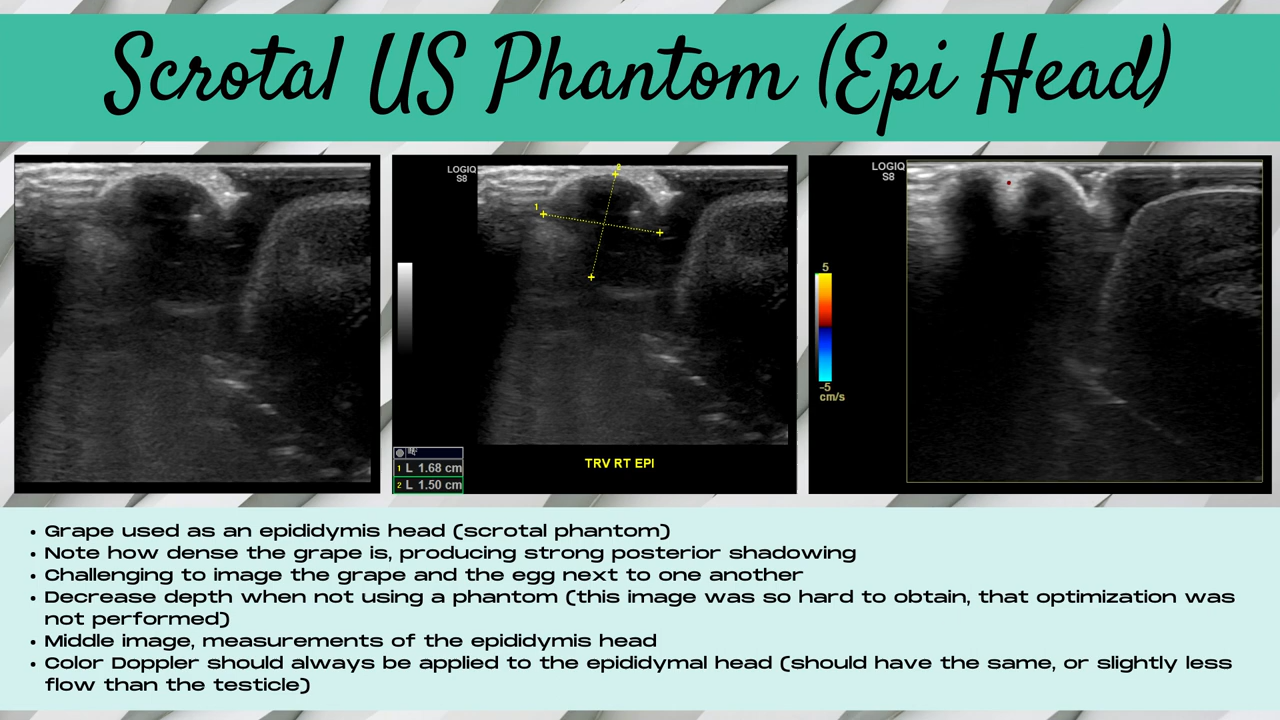 Scrotal US Phantom (Epi Head)
LOGIQ
S8
2
1
1 L 1.68 cm
2 L 1.50 cm
TRV RT EPI
LOGIQ
S8
5
-5
cm/s
• Grape used as an epididymis head (scrotal phantom)
• Note how dense the grape is, producing strong posterior shadowing
• Challenging to image the grape and the egg next to one another
• Decrease depth when not using a phantom (this image was so hard to obtain, that optimization was
not performed)
• Middle image, measurements of the epididymis head
• Color Doppler should always be applied to the epididymal head (should have the same, or slightly less
flow than the testicle)